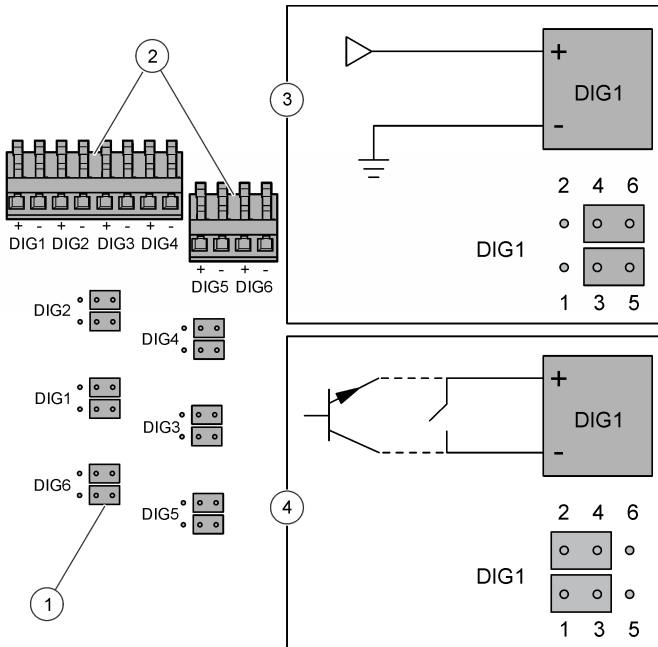 2
+ - + - + - + -
DIG1 DIG2 DIG3 DIG4
+ - + -
DIG5 DIG6
DIG2
DIG4
DIG1
DIG3
DIG6
DIG5
1
3
+
DIG1
-
2 4 6
DIG1
1 3 5
4
+
DIG1
-
2 4 6
DIG1
1 3 5